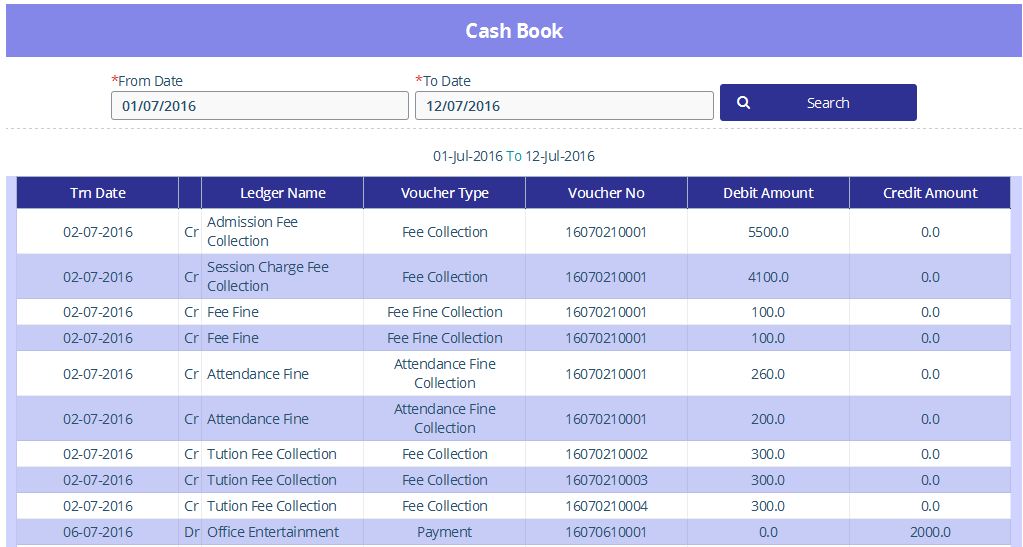 Cash Book
*From Date *To Date
01/07/2016 12/07/2016 Search
01-Jul-2016 To 12-Jul-2016
Trn Date Ledger Name Voucher Type Voucher No Debit Amount Credit Amount
02-07-2016 Cr Admission Fee Collection Fee Collection 16070210001 5500.0 0.0
02-07-2016 Cr Session Charge Fee Collection Fee Collection 16070210001 4100.0 0.0
02-07-2016 Cr Fee Fine Fee Fine Collection 16070210001 100.0 0.0
02-07-2016 Cr Fee Fine Fee Fine Collection 16070210001 100.0 0.0
02-07-2016 Cr Attendance Fine Attendance Fine Collection 16070210001 260.0 0.0
02-07-2016 Cr Attendance Fine Attendance Fine Collection 16070210001 200.0 0.0
02-07-2016 Cr Tution Fee Collection Fee Collection 16070210002 300.0 0.0
02-07-2016 Cr Tution Fee Collection Fee Collection 16070210003 300.0 0.0
02-07-2016 Cr Tution Fee Collection Fee Collection 16070210004 300.0 0.0
06-07-2016 Dr Office Entertainment Payment 16070610001 0.0 2000.0